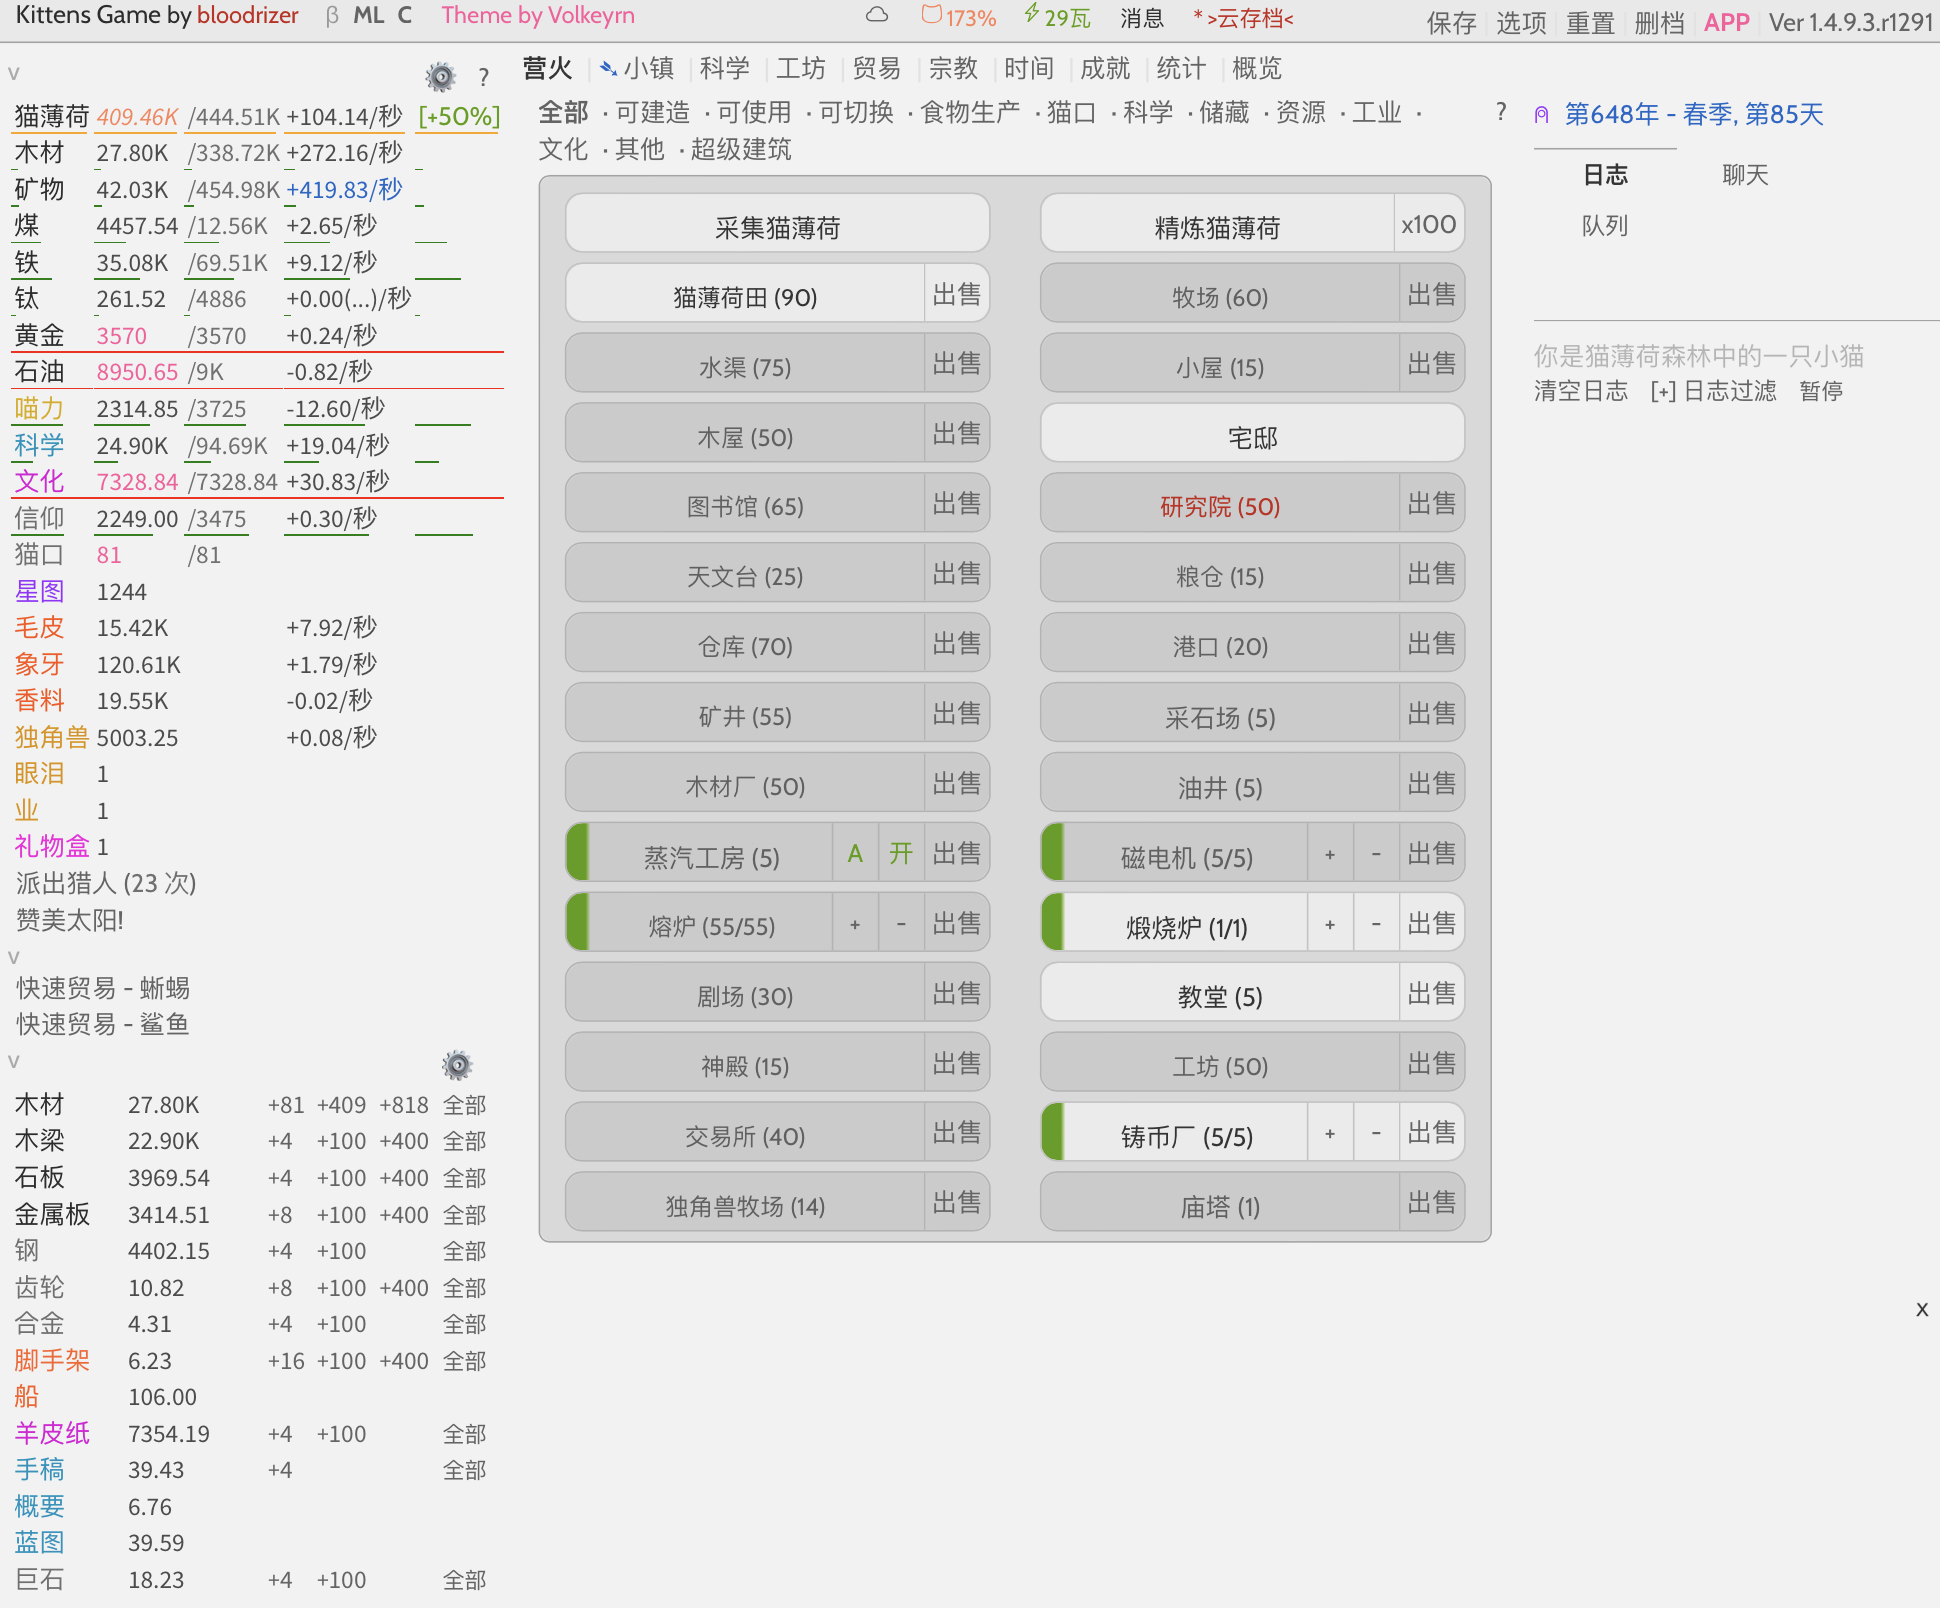 Kittens Game by bloodrizer β ML C Theme by Volkeyrn 173% 29瓦 消息 * >云存档< 保存 选项 重置 删档 APP Ver 1.4.9.3.r1291
v ?
猫薄荷 409.46K /444.51K +104.14/秒 [+50%]
木材 27.80K /338.72K +272.16/秒
矿物 42.03K /454.98K +419.83/秒
煤 4457.54 /12.56K +2.65/秒
铁 35.08K /69.51K +9.12/秒
钛 261.52 /4886 +0.00(...)/秒
黄金 3570 /3570 +0.24/秒
石油 8950.65 /9K -0.82/秒
喵力 2314.85 /3725 -12.60/秒
科学 24.90K /94.69K +19.04/秒
文化 7328.84 /7328.84 +30.83/秒
信仰 2249.00 /3475 +0.30/秒
猫口 81 /81
星图 1244
毛皮 15.42K +7.92/秒
象牙 120.61K +1.79/秒
香料 19.55K -0.02/秒
独角兽 5003.25 +0.08/秒
眼泪 1
业 1
礼物盒 1
派出猎人 (23 次)
赞美太阳!
v
快速贸易 - 蜥蜴
快速贸易 - 鲨鱼
v
木材 27.80K +81 +409 +818 全部
木梁 22.90K +4 +100 +400 全部
石板 3969.54 +4 +100 +400 全部
金属板 3414.51 +8 +100 +400 全部
钢 4402.15 +4 +100 全部
齿轮 10.82 +8 +100 +400 全部
合金 4.31 +4 +100 全部
脚手架 6.23 +16 +100 +400 全部
船 106.00
羊皮纸 7354.19 +4 +100 全部
手稿 39.43 +4 全部
概要 6.76
蓝图 39.59
巨石 18.23 +4 +100 全部
营火 小镇 科学 工坊 贸易 宗教 时间 成就 统计 概览
全部 · 可建造 · 可使用 · 可切换 · 食物生产 · 猫口 · 科学 · 储藏 · 资源 · 工业 · ?
文化 · 其他 · 超级建筑
采集猫薄荷 精炼猫薄荷 x100
猫薄荷田 (90) 出售 牧场 (60) 出售
水渠 (75) 出售 小屋 (15) 出售
木屋 (50) 出售 宅邸
图书馆 (65) 出售 研究院 (50) 出售
天文台 (25) 出售 粮仓 (15) 出售
仓库 (70) 出售 港口 (20) 出售
矿井 (55) 出售 采石场 (5) 出售
木材厂 (50) 出售 油井 (5) 出售
蒸汽工房 (5) A 开 出售 磁电机 (5/5) + - 出售
熔炉 (55/55) + - 出售 煅烧炉 (1/1) + - 出售
剧场 (30) 出售 教堂 (5) 出售
神殿 (15) 出售 工坊 (50) 出售
交易所 (40) 出售 铸币厂 (5/5) + - 出售
独角兽牧场 (14) 出售 庙塔 (1) 出售
第648年 - 春季, 第85天
日志 聊天
队列
你是猫薄荷森林中的一只小猫
清空日志 [+] 日志过滤 暂停
x